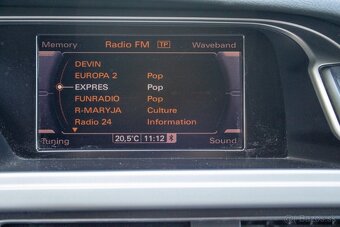 Memory Radio FM TP Waveband
DEVIN
EUROPA 2 Pop
EXPRES Pop
FUNRADIO Pop
R-MARYJA Culture
Radio 24 Information
Tuning 20,5°C 11:12 Sound